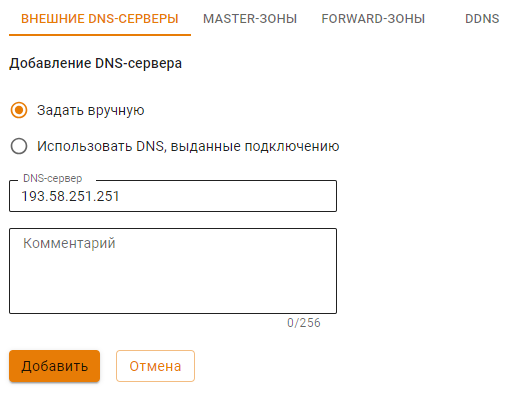 ВНЕШНИЕ DNS-СЕРВЕРЫ MASTER-ЗОНЫ FORWARD-ЗОНЫ DDNS
Добавление DNS-сервера
Задать вручную
Использовать DNS, выданные подключению
DNS-сервер
193.58.251.251
Комментарий
0/256
Добавить Отмена